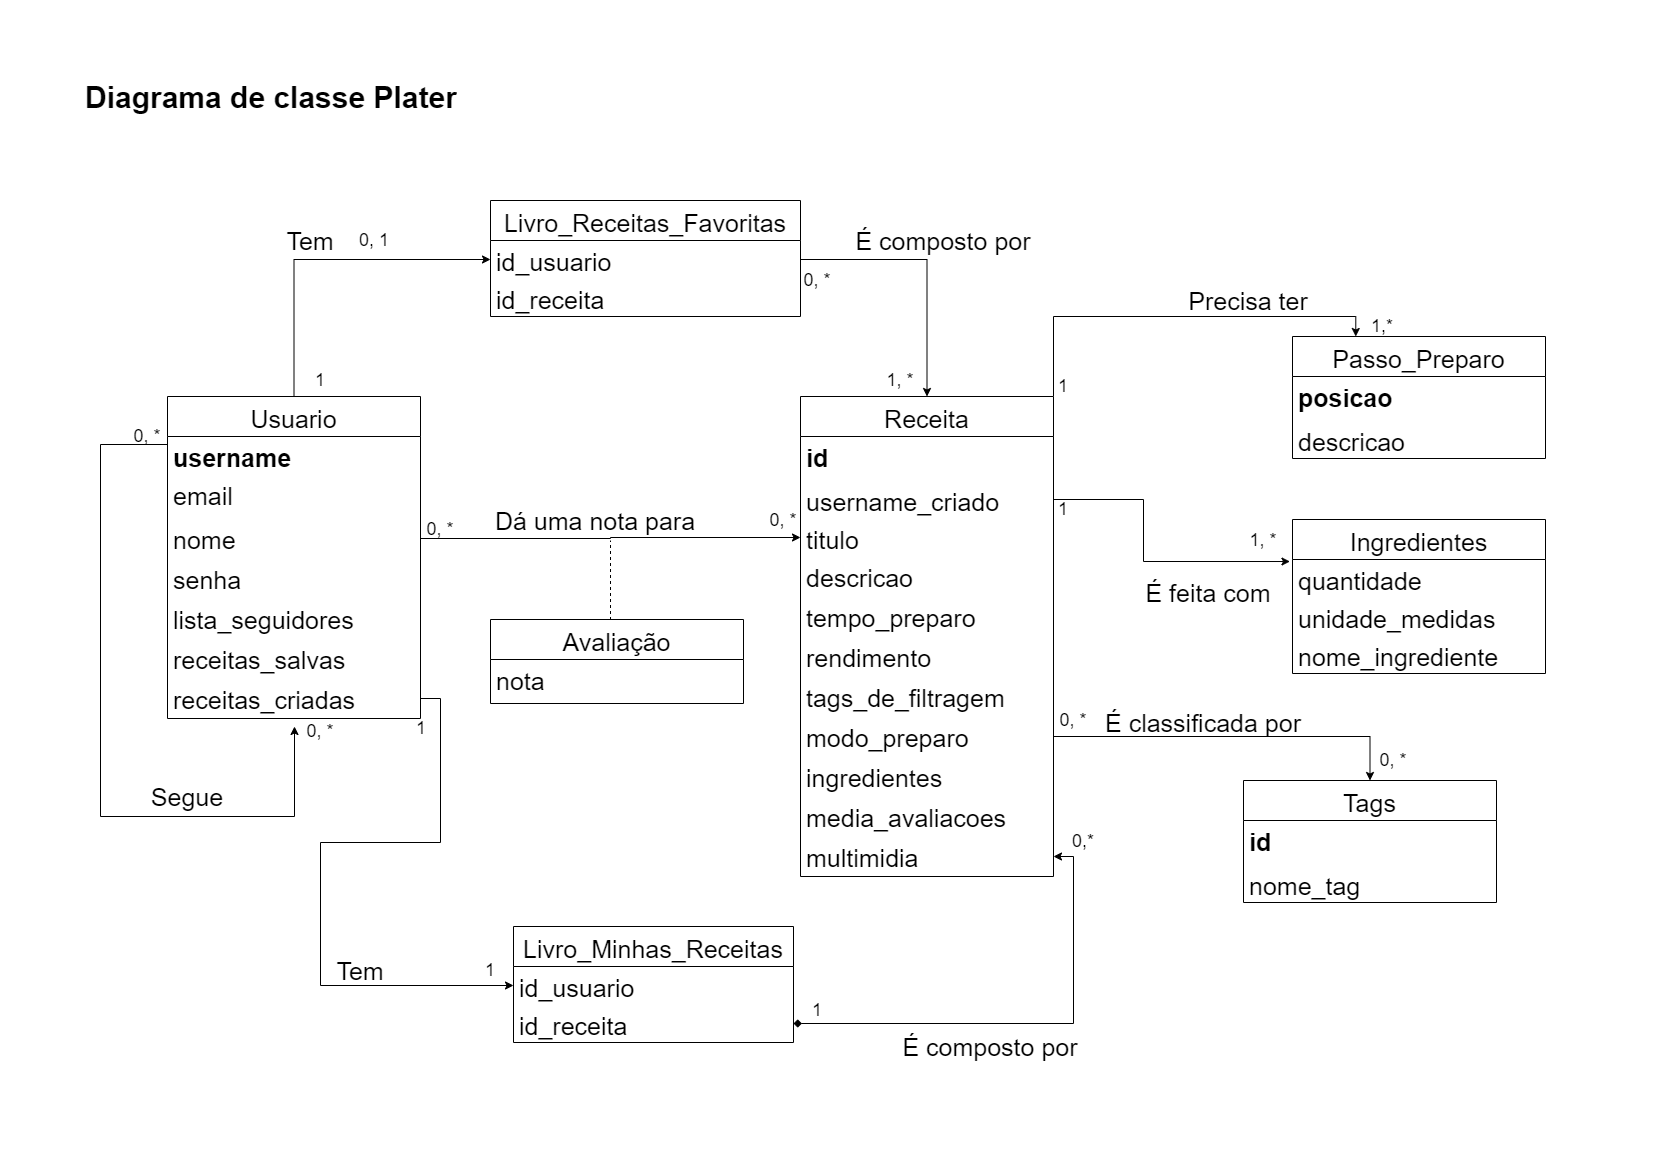 Diagrama de classe Plater
Livro_Receitas_Favoritas
id_usuario
id_receita
Tem
0, 1
1
É composto por
0, *
1, *
Precisa ter
1,*
1
Passo_Preparo
posicao
descricao
Usuario
username
email
nome
senha
lista_seguidores
receitas_salvas
receitas_criadas
0, *
0, *
Segue
Dá uma nota para
0, *
0, *
Avaliação
nota
Receita
id
username_criado
titulo
descricao
tempo_preparo
rendimento
tags_de_filtragem
modo_preparo
ingredientes
media_avaliacoes
multimidia
1
1, *
É feita com
Ingredientes
quantidade
unidade_medidas
nome_ingrediente
0, *
É classificada por
0, *
Tags
id
nome_tag
1
Tem
1
Livro_Minhas_Receitas
id_usuario
id_receita
1
0,*
É composto por